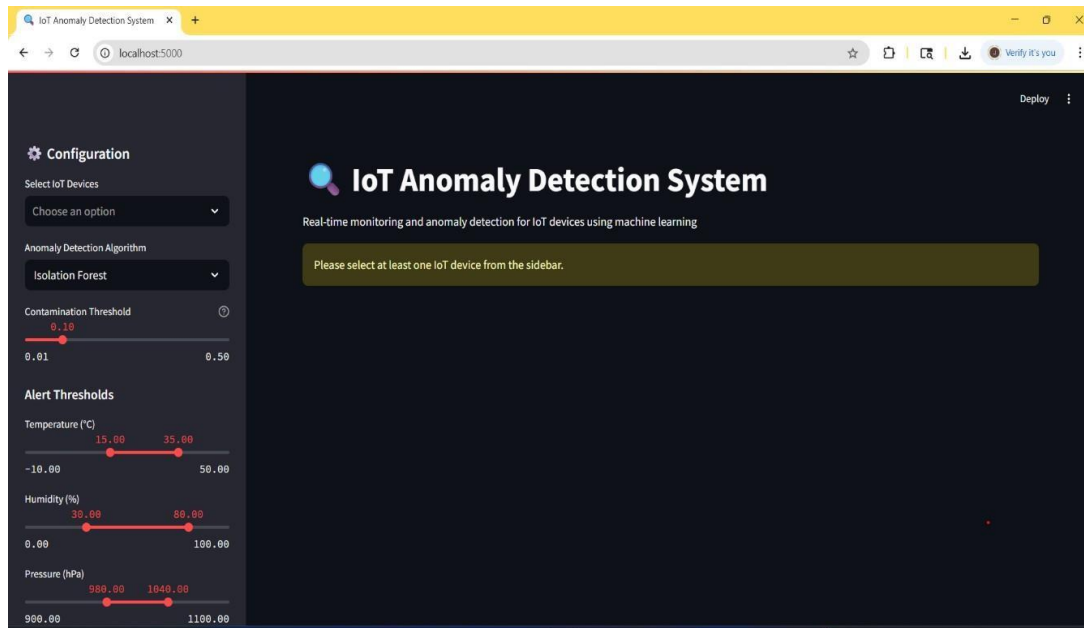 IoT Anomaly Detection System
localhost:5000
Verify it's you
Deploy
Configuration
Select IoT Devices
Choose an option
Anomaly Detection Algorithm
Isolation Forest
Contamination Threshold
0.10
0.01 0.50
Alert Thresholds
Temperature (°C)
15.00 35.00
-10.00 50.00
Humidity (%)
30.00 80.00
0.00 100.00
Pressure (hPa)
980.00 1040.00
900.00 1100.00
IoT Anomaly Detection System
Real-time monitoring and anomaly detection for IoT devices using machine learning
Please select at least one IoT device from the sidebar.